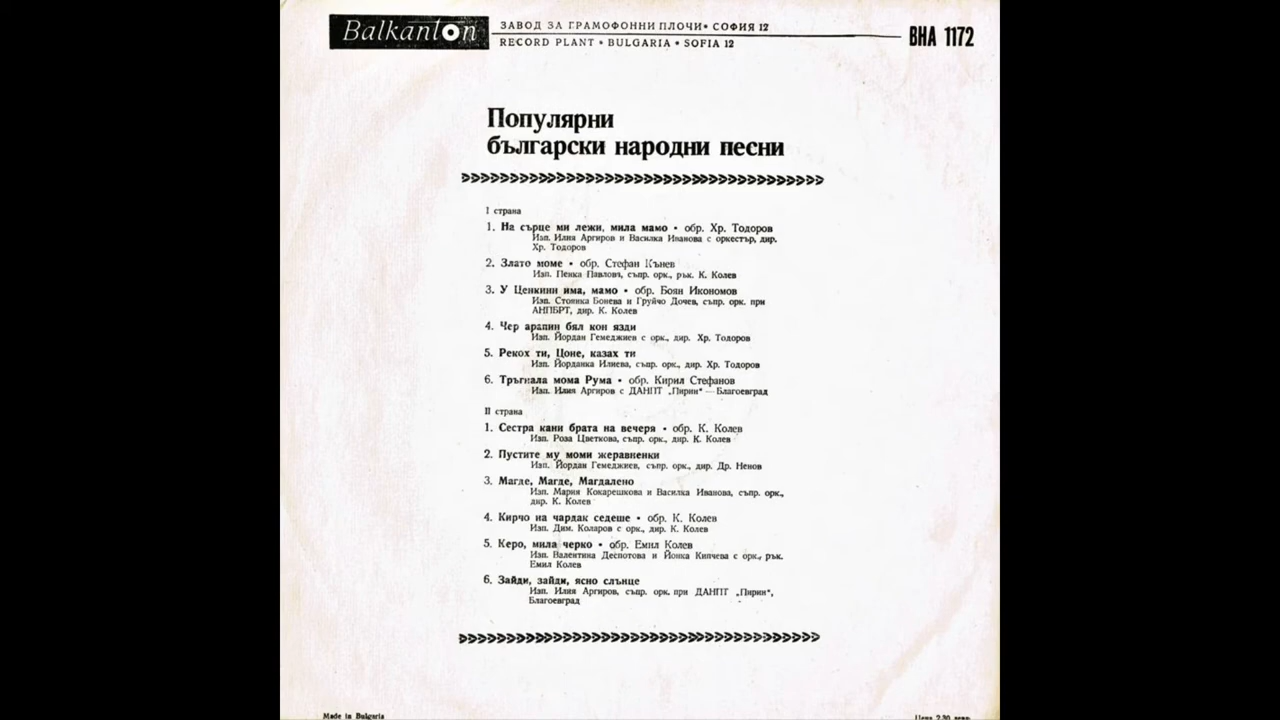 Balkanton
ЗАВОД ЗА ГРАМОФОННИ ПЛОЧИ • СОФИЯ 12
RECORD PLANT • BULGARIA • SOFIA 12
ВНА 1172
Популярни
български народни песни
I страна
1. На сърце ми лежи, мила мамо • обр. Хр. Тодоров
Изп. Илия Аргиров и Василка Иванова с оркестър, дир.
Хр. Тодоров
2. Злато моме • обр. Стефан Кънев
Изп. Пенка Павловъ, съпр. орк., рък. К. Колев
3. У Ценкини има, мамо • обр. Боян Икономов
Изп. Стоинка Бонева и Груйчо Дочев, съпр. орк. при
АНПБРТ, дир. К. Колев
4. Чер арапин бял кон язди
Изп. Йордан Гемеджиев с орк., дир. Хр. Тодоров
5. Рекох ти, Цоне, казах ти
Изп. Йорданка Илиева, съпр. орк., дир. Хр. Тодоров
6. Тръгнала мома Рума • обр. Кирил Стефанов
Изп. Илия Аргиров с ДАНПТ „Пирин“ — Благоевград
II страна
1. Сестра кани брата на вечеря • обр. К. Колев
Изп. Роза Цветкова, съпр. орк., дир. К. Колев
2. Пустите му моми жеравненки
Изп. Йордан Гемеджиев, съпр. орк., дир. Др. Ненов
3. Магде, Магде, Магдалено
Изп. Мария Кокарешкова и Василка Иванова, съпр. орк.,
дир. К. Колев
4. Кирчо на чардак седеше • обр. К. Колев
Изп. Дим. Коларов с орк., дир. К. Колев
5. Керо, мила черко • обр. Емил Колев
Изп. Валентина Деспотова и Йонка Кипчева с орк., рък.
Емил Колев
6. Зайди, зайди, ясно слънце
Изп. Илия Аргиров, съпр. орк. при ДАНПТ „Пирин“,
Благоевград
Made in Bulgaria
Цена 2,30 лева